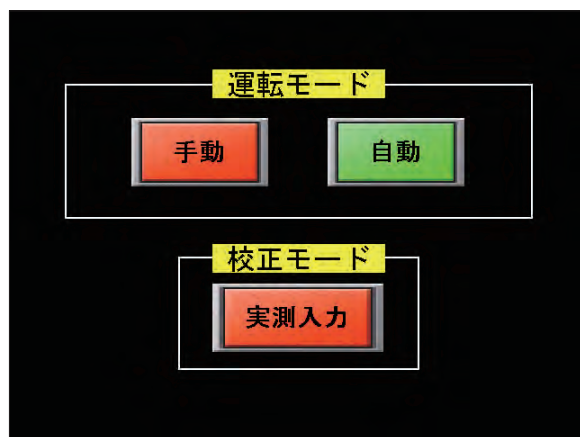 運転モード
手動
自動
校正モード
実測入力